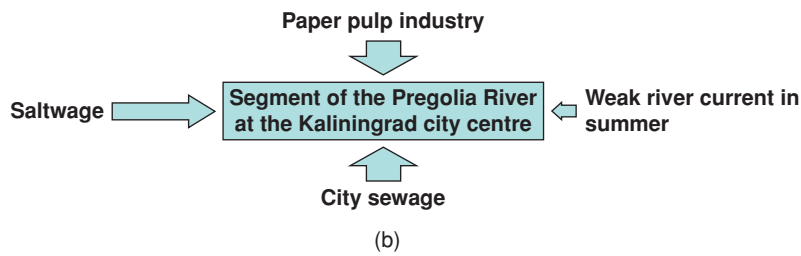 Paper pulp industry
Saltwage
Segment of the Pregolia River
at the Kaliningrad city centre
Weak river current in
summer
City sewage
(b)